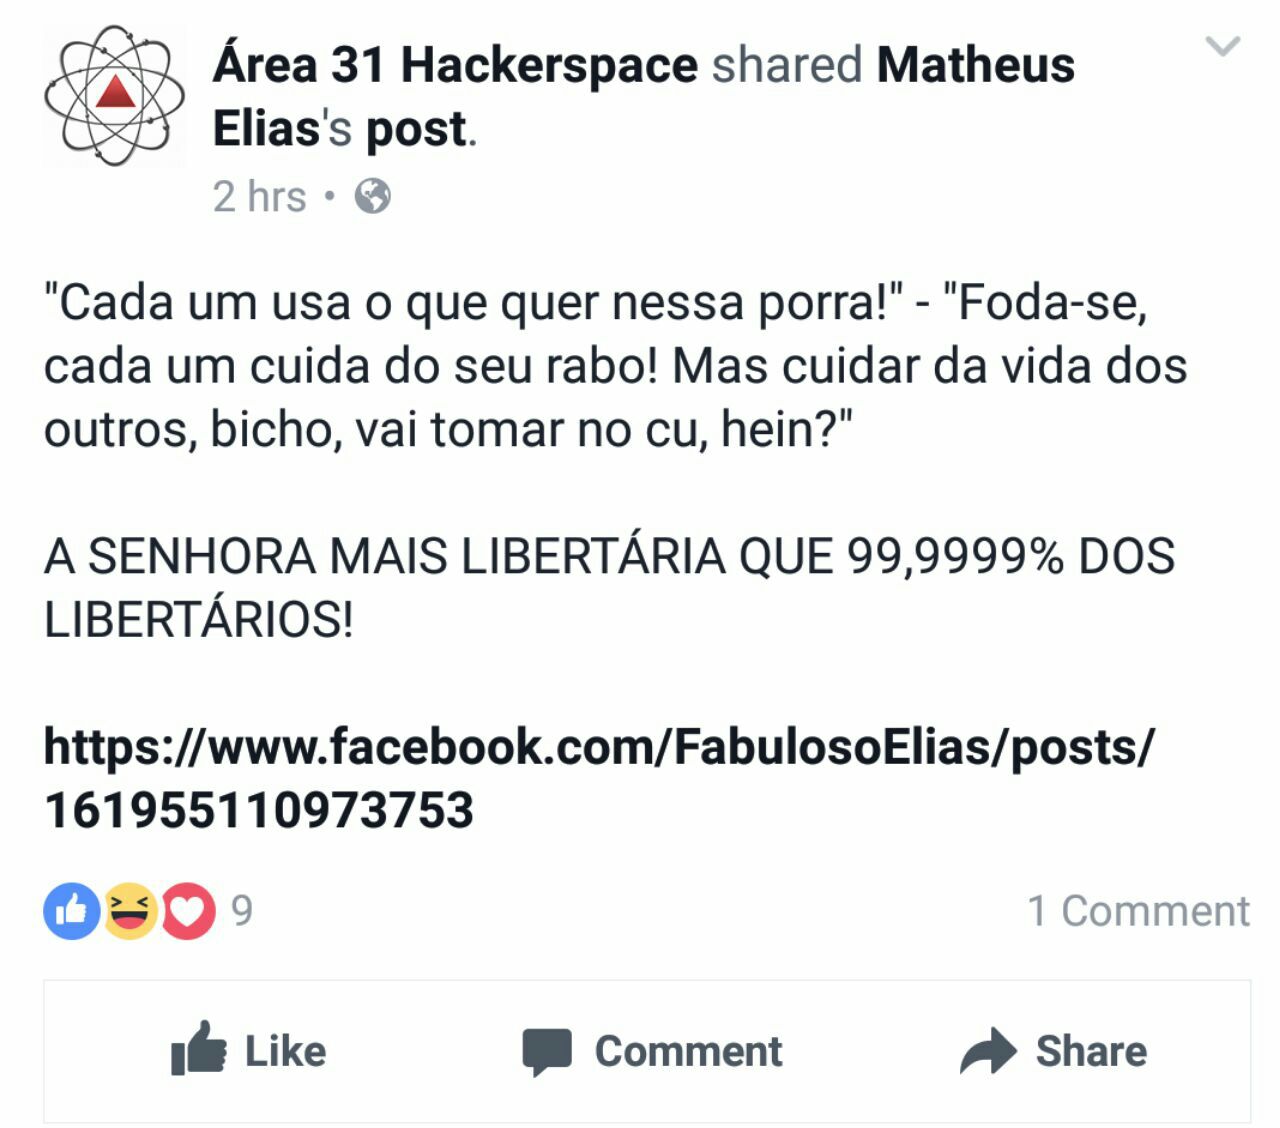 Área 31 Hackerspace shared Matheus
Elias's post.
2 hrs •
"Cada um usa o que quer nessa porra!" - "Foda-se,
cada um cuida do seu rabo! Mas cuidar da vida dos
outros, bicho, vai tomar no cu, hein?"
A SENHORA MAIS LIBERTÁRIA QUE 99,9999% DOS
LIBERTÁRIOS!
https://www.facebook.com/FabulosoElias/posts/
161955110973753
9
1 Comment
Like
Comment
Share